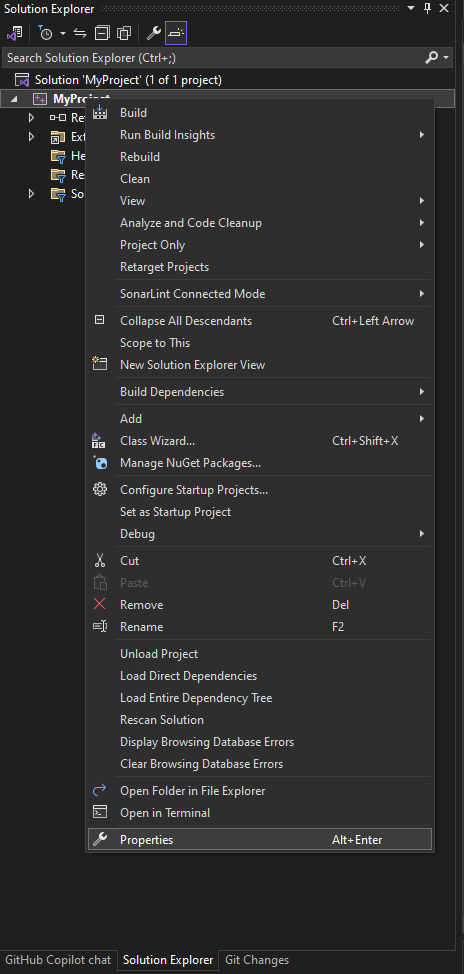 Solution Explorer
Search Solution Explorer (Ctrl+;)
Solution 'MyProject' (1 of 1 project)
MyProject
Build
Run Build Insights
Rebuild
Clean
View
Analyze and Code Cleanup
Project Only
Retarget Projects
SonarLint Connected Mode
Collapse All Descendants Ctrl+Left Arrow
Scope to This
New Solution Explorer View
Build Dependencies
Add
Class Wizard... Ctrl+Shift+X
Manage NuGet Packages...
Configure Startup Projects...
Set as Startup Project
Debug
Cut Ctrl+X
Paste Ctrl+V
Remove Del
Rename F2
Unload Project
Load Direct Dependencies
Load Entire Dependency Tree
Rescan Solution
Display Browsing Database Errors
Clear Browsing Database Errors
Open Folder in File Explorer
Open in Terminal
Properties Alt+Enter
GitHub Copilot chat Solution Explorer Git Changes